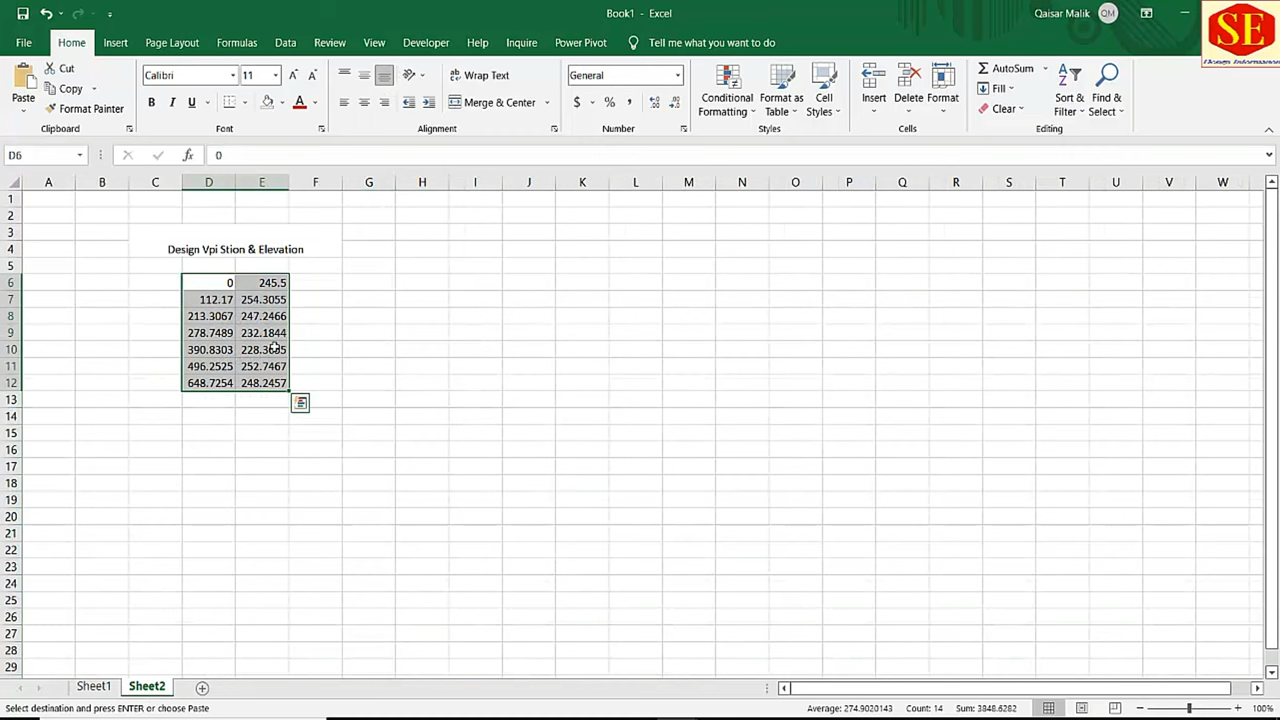 Book1 - Excel
Qaisar Malik QM
SE
File Home Insert Page Layout Formulas Data Review View Developer Help Inquire Power Pivot Tell me what you want to do
Cut
Copy
Format Painter
Paste
Clipboard
Calibri 11
B I U
Font
Wrap Text
Merge & Center
Alignment
General
Number
Conditional Formatting
Format as Table
Cell Styles
Styles
Insert Delete Format
Cells
AutoSum
Fill
Clear
Sort & Filter
Find & Select
Editing
D6 fx 0
A B C D E F G H I J K L M N O P Q R S T U V W
1
2
3
4 Design Vpi Stion & Elevation
5
6 0 245.5
7 112.17 254.3055
8 213.3067 247.2466
9 278.7489 232.1844
10 390.8303
11 496.2525 252.7467
12 648.7254 248.2457
13
14
15
16
17
18
19
20
21
22
23
24
25
26
27
28
29
Sheet1 Sheet2
Select destination and press ENTER or choose Paste Average: 274.9020143 Count: 14 Sum: 3848.6282 100%